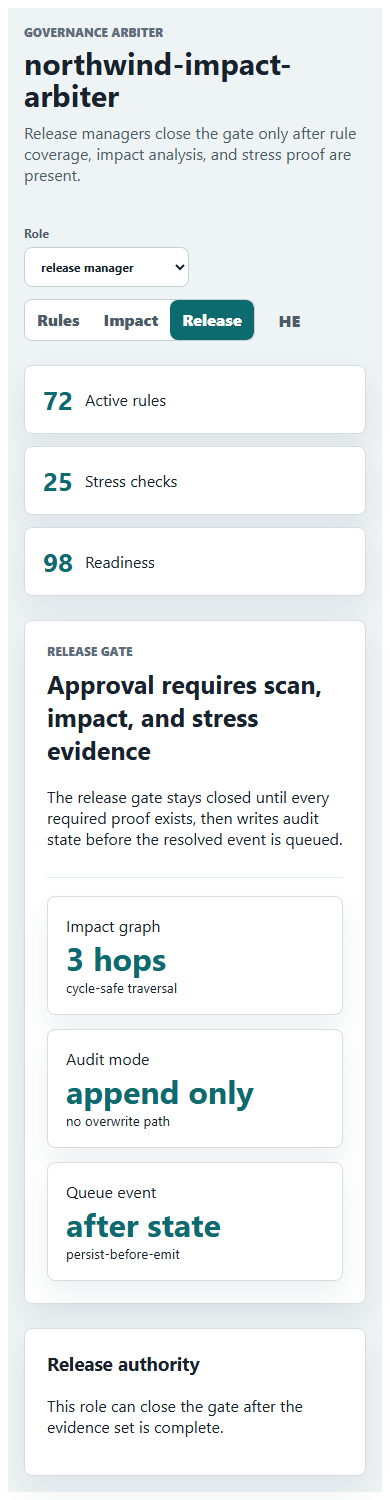 GOVERNANCE ARBITER
northwind-impact-
arbiter
Release managers close the gate only after rule
coverage, impact analysis, and stress proof are
present.
Role
release manager
Rules Impact Release HE
72 Active rules
25 Stress checks
98 Readiness
RELEASE GATE
Approval requires scan,
impact, and stress
evidence
The release gate stays closed until every
required proof exists, then writes audit
state before the resolved event is queued.
Impact graph
3 hops
cycle-safe traversal
Audit mode
append only
no overwrite path
Queue event
after state
persist-before-emit
Release authority
This role can close the gate after the
evidence set is complete.